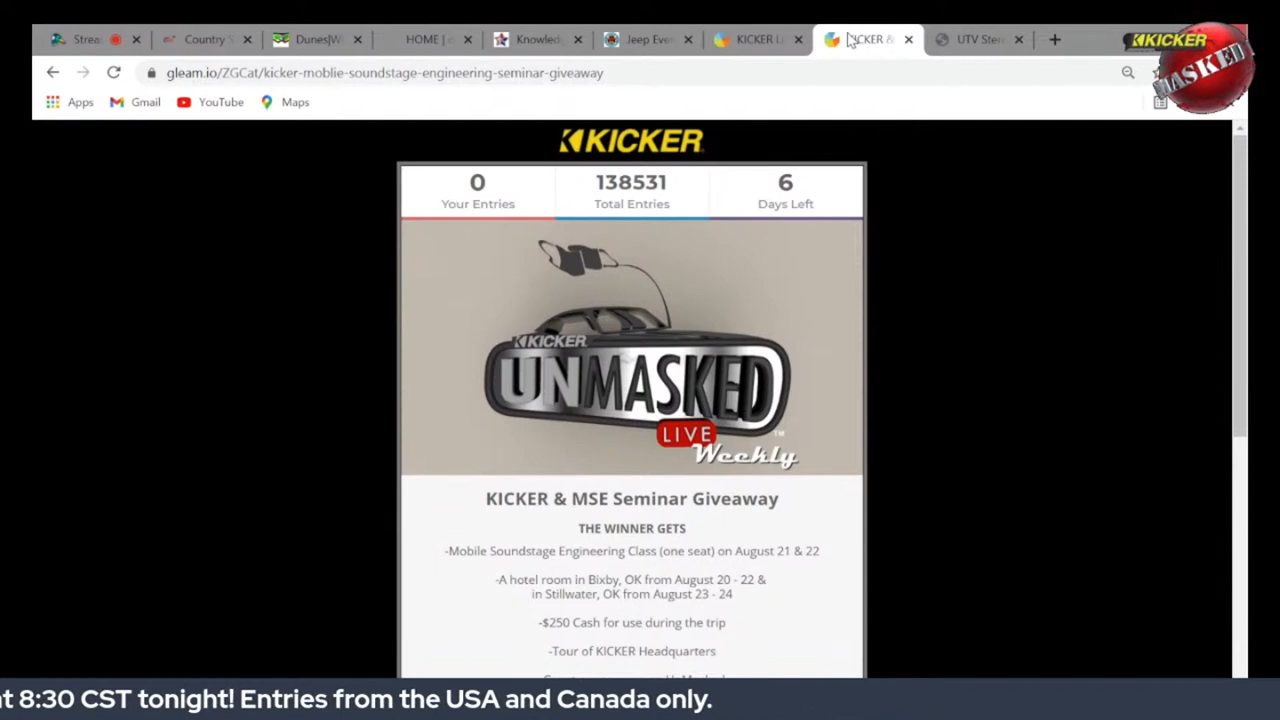 Strea
Country S
Dunes|W
HOME | e
Knowled
Jeep Eve
KICKER L
KICKER &
UTV Ster
KICKER
MASKED
gleam.io/ZGCat/kicker-moblie-soundstage-engineering-seminar-giveaway
Apps
Gmail
YouTube
Maps
KICKER
0
Your Entries
138531
Total Entries
6
Days Left
KICKER
UNMASKED
TM
LIVE
Weekly
KICKER & MSE Seminar Giveaway
THE WINNER GETS
-Mobile Soundstage Engineering Class (one seat) on August 21 & 22
-A hotel room in Bixby, OK from August 20 - 22 &
in Stillwater, OK from August 23 - 24
-$250 Cash for use during the trip
-Tour of KICKER Headquarters
at 8:30 CST tonight! Entries from the USA and Canada only.